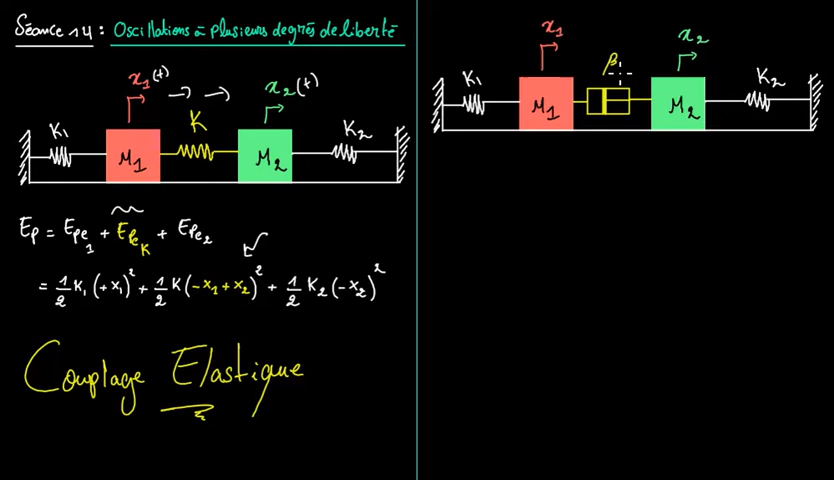 Séance 14 : Oscillations à plusieurs degrés de liberté
x₁(t)
x₂(t)
K₁
K
K₂
M₁
M₂
Ep = Epe₁ + Epe_K + Epe₂
= 1/2 K₁ (+x₁)² + 1/2 K (-x₁ + x₂)² + 1/2 K₂ (-x₂)²
Couplage Elastique
x₁
x₂
K₁
β
K₂
M₁
M₂